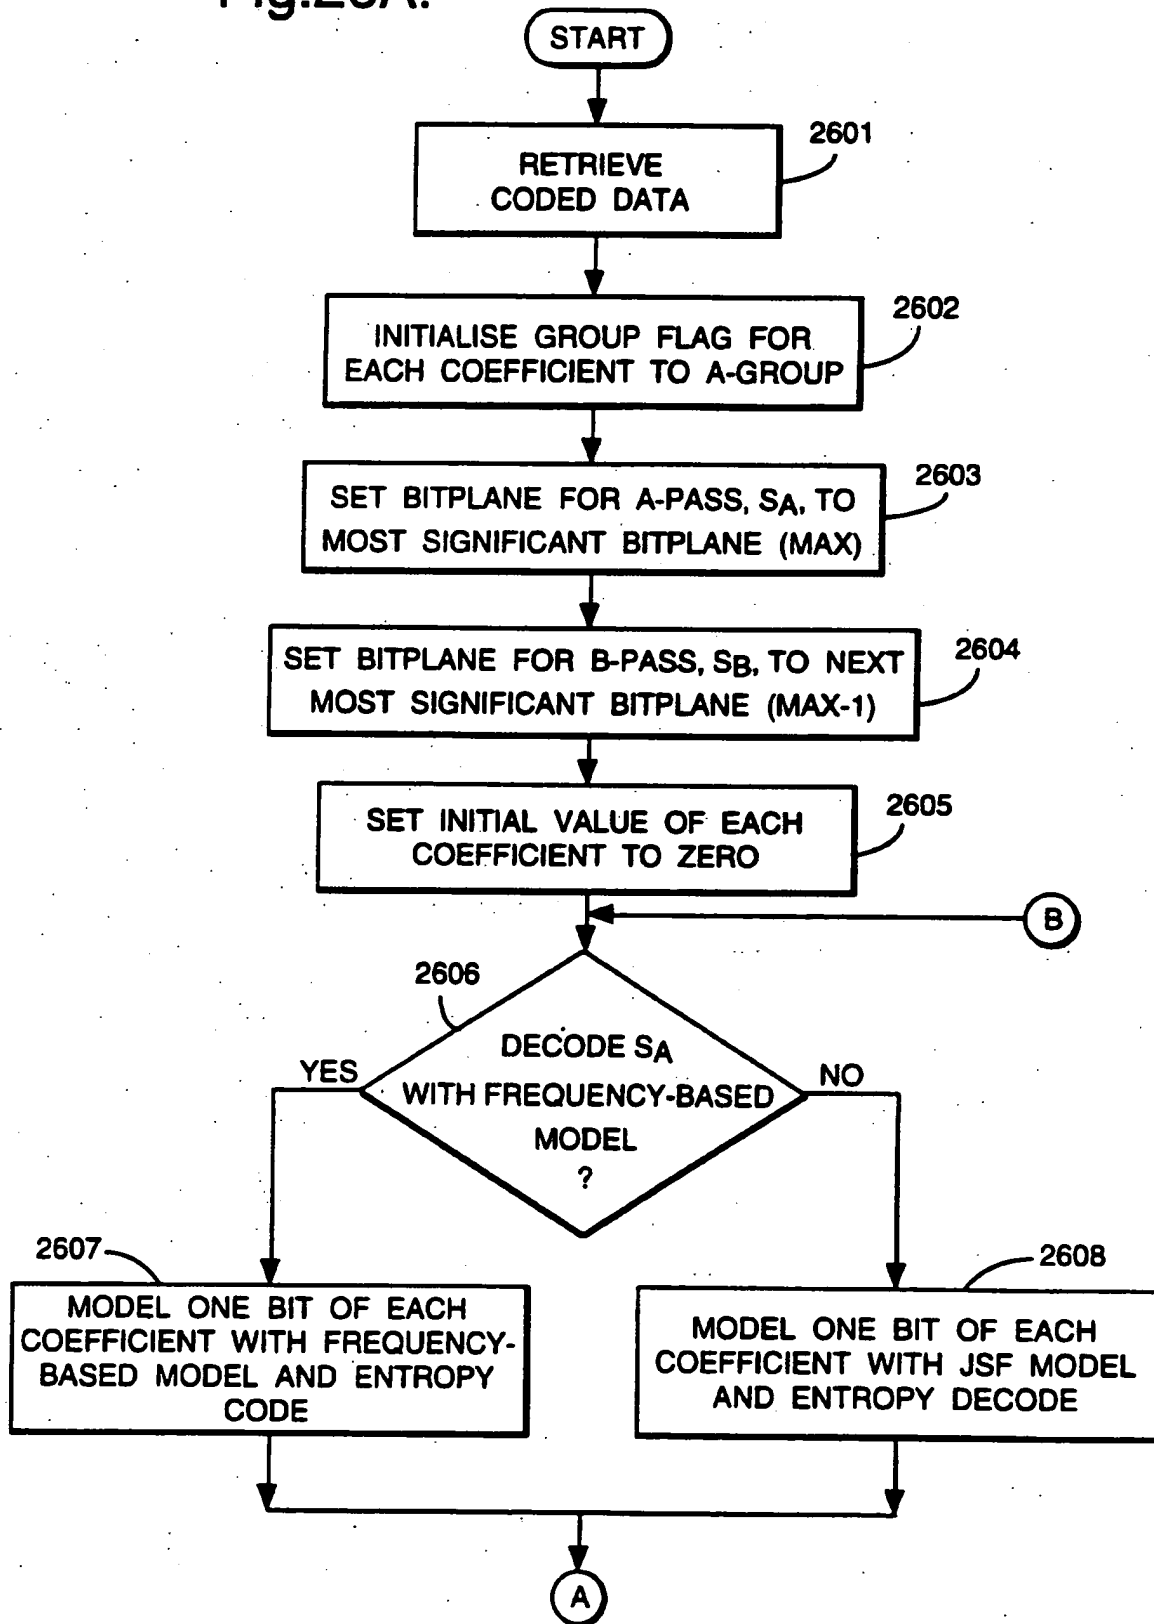 START
RETRIEVE
CODED DATA
2601
INITIALISE GROUP FLAG FOR
EACH COEFFICIENT TO A-GROUP
2602
SET BITPLANE FOR A-PASS, SA, TO
MOST SIGNIFICANT BITPLANE (MAX)
2603
SET BITPLANE FOR B-PASS, SB, TO NEXT
MOST SIGNIFICANT BITPLANE (MAX-1)
2604
SET INITIAL VALUE OF EACH
COEFFICIENT TO ZERO
2605
B
2606
DECODE SA
WITH FREQUENCY-BASED
MODEL
?
YES
NO
2607
MODEL ONE BIT OF EACH
COEFFICIENT WITH FREQUENCY-
BASED MODEL AND ENTROPY
CODE
2608
MODEL ONE BIT OF EACH
COEFFICIENT WITH JSF MODEL
AND ENTROPY DECODE
A